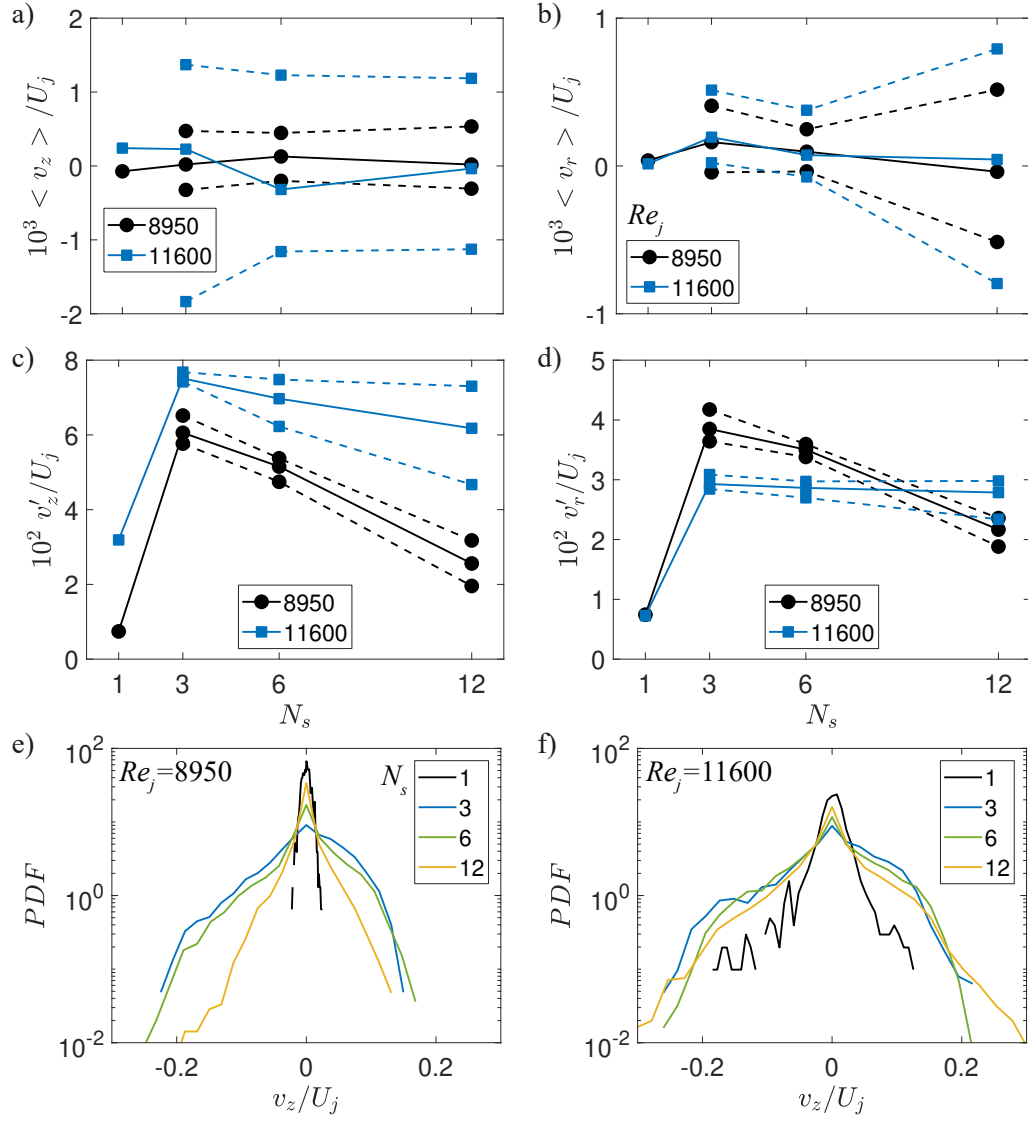 a)
10³ < v_z > /U_j
2
1
0
-1
-2
8950
11600
b)
10³ < v_r > /U_j
1
0.5
0
-0.5
-1
Re_j
8950
11600
c)
10² v'_z/U_j
8
6
4
2
0
8950
11600
1 3 6 12
N_s
d)
10² v'_r/U_j
5
4
3
2
1
0
8950
11600
1 3 6 12
N_s
e)
PDF
10²
10⁰
10⁻²
Re_j=8950
N_s
1
3
6
12
-0.2 0 0.2
v_z/U_j
f)
PDF
10²
10⁰
10⁻²
Re_j=11600
1
3
6
12
-0.2 0 0.2
v_z/U_j